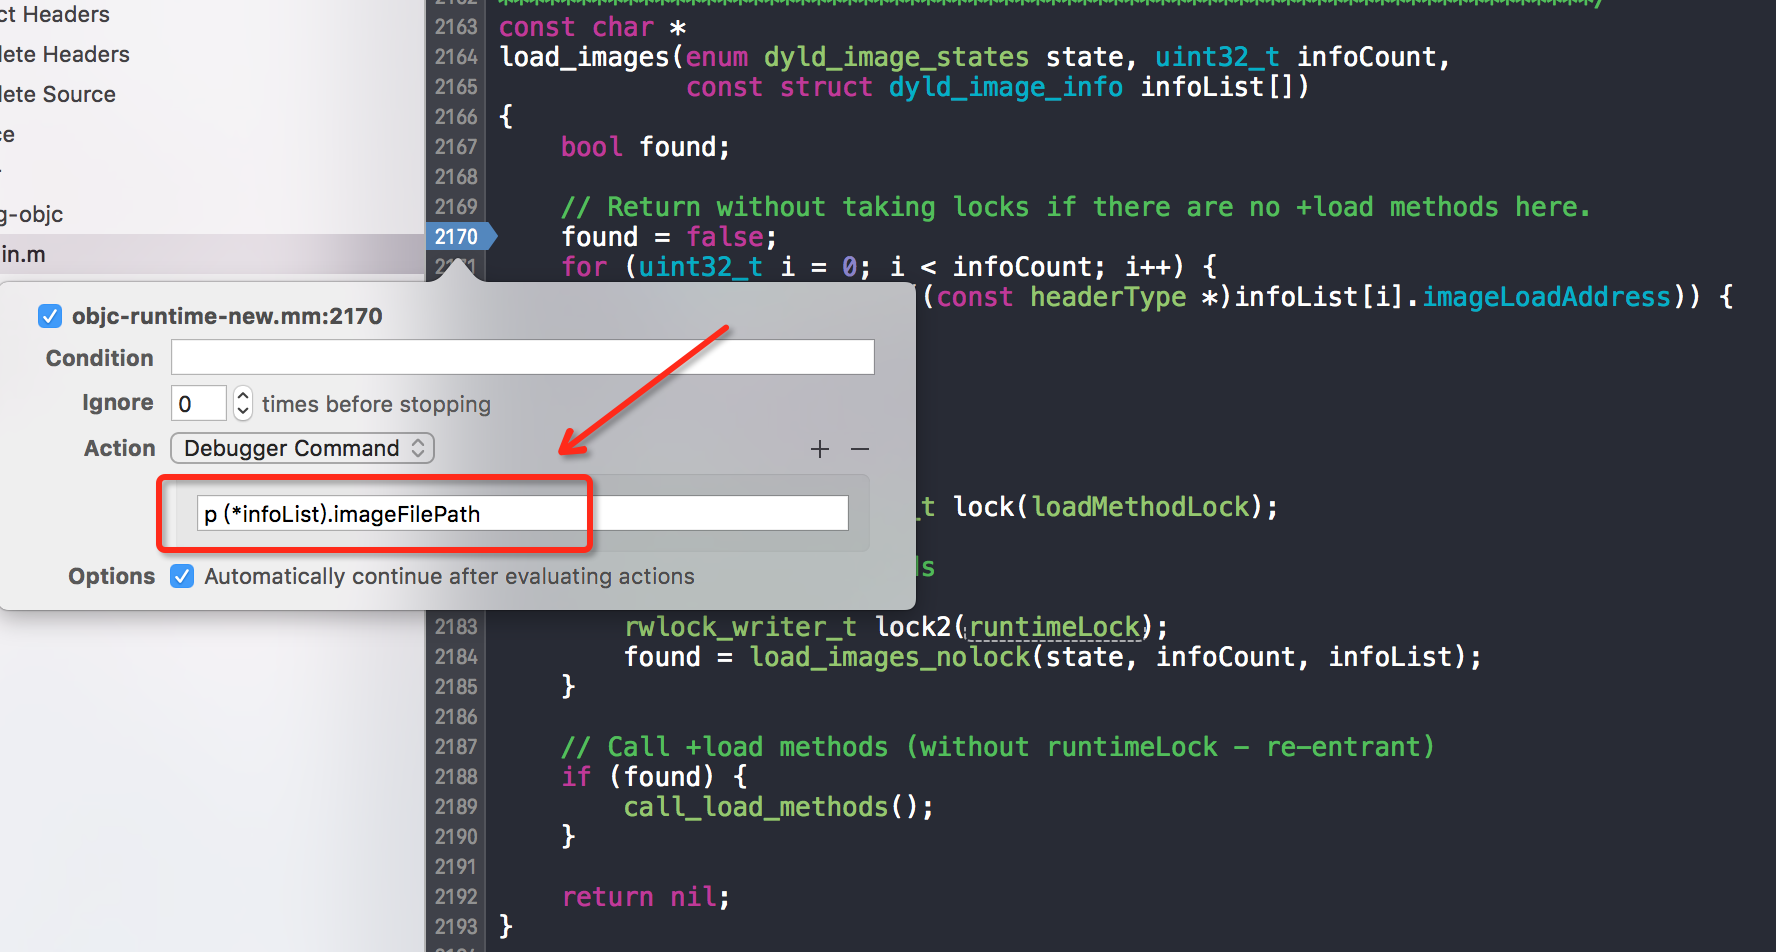 ct Headers
lete Headers
lete Source
ce
g-objc
in.m
2163 const char *
2164 load_images(enum dyld_image_states state, uint32_t infoCount,
2165 const struct dyld_image_info infoList[])
2166 {
2167 bool found;
2168
2169 // Return without taking locks if there are no +load methods here.
2170 found = false;
2171 for (uint32_t i = 0; i < infoCount; i++) {
(const headerType *)infoList[i].imageLoadAddress)) {
objc-runtime-new.mm:2170
Condition
Ignore 0 times before stopping
Action Debugger Command + −
p (*infoList).imageFilePath
Options Automatically continue after evaluating actions
_t lock(loadMethodLock);
ds
2183 rwlock_writer_t lock2(runtimeLock);
2184 found = load_images_nolock(state, infoCount, infoList);
2185 }
2186
2187 // Call +load methods (without runtimeLock - re-entrant)
2188 if (found) {
2189 call_load_methods();
2190 }
2191
2192 return nil;
2193 }